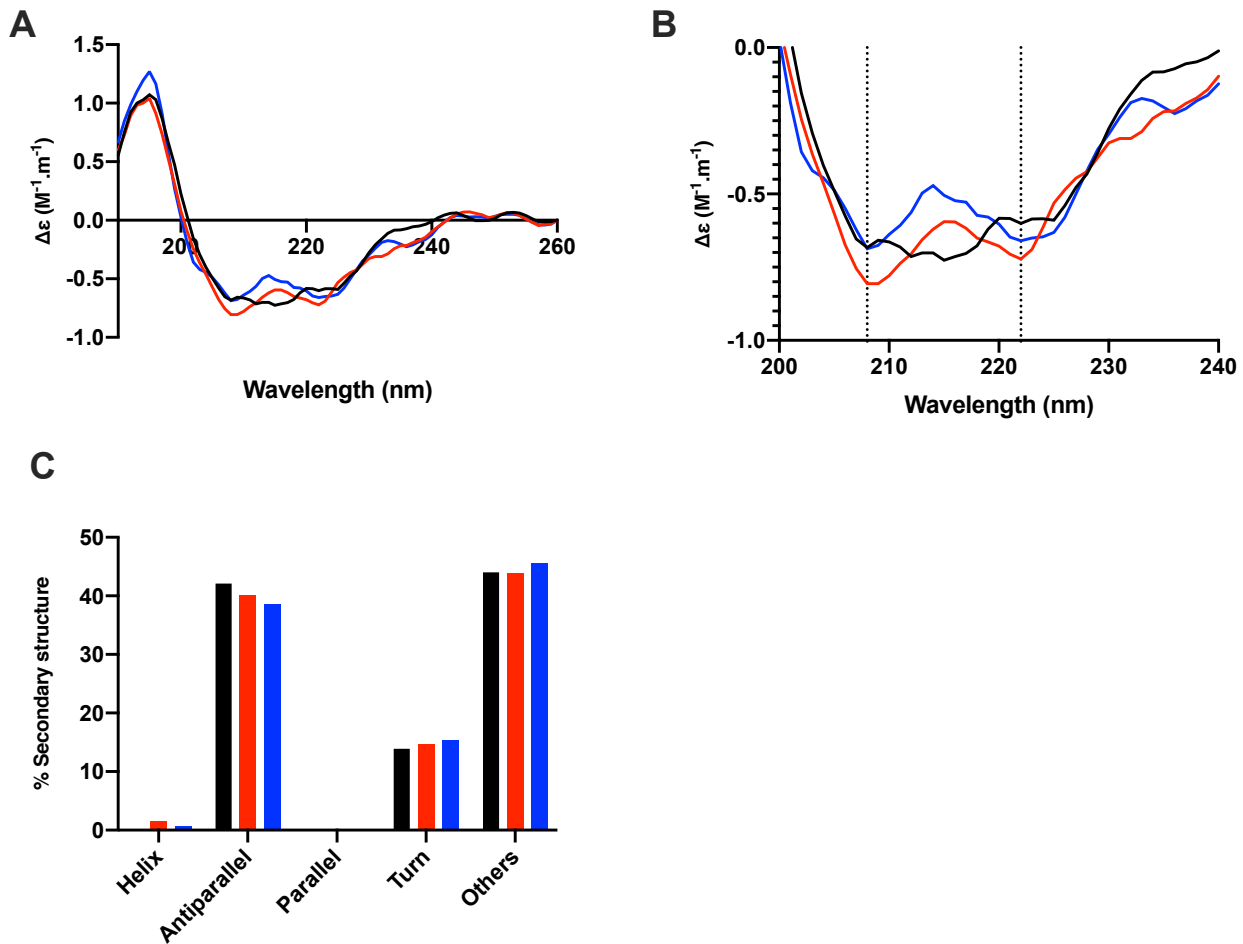 A
Δε (M⁻¹.m⁻¹)
1.5
1.0
0.5
0.0
-0.5
-1.0
200
220
240
260
Wavelength (nm)
B
Δε (M⁻¹.m⁻¹)
0.0
-0.5
-1.0
200
210
220
230
240
Wavelength (nm)
C
% Secondary structure
50
40
30
20
10
0
Helix
Antiparallel
Parallel
Turn
Others